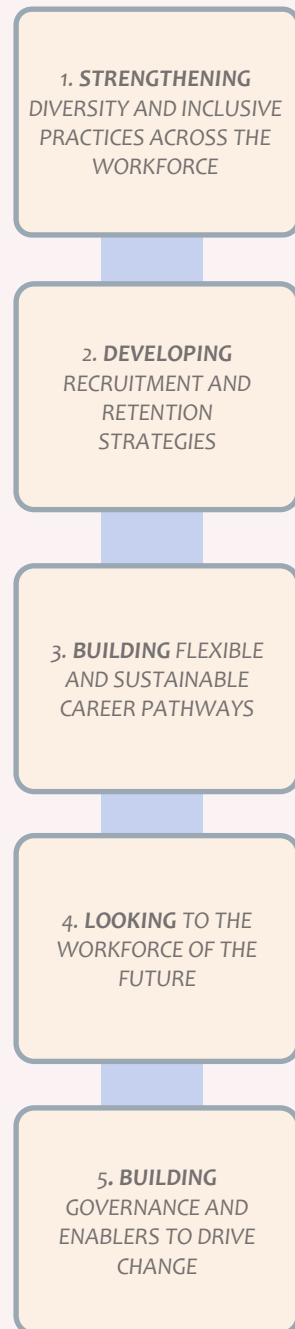 1. STRENGTHENING
DIVERSITY AND INCLUSIVE
PRACTICES ACROSS THE
WORKFORCE
2. DEVELOPING
RECRUITMENT AND
RETENTION
STRATEGIES
3. BUILDING FLEXIBLE
AND SUSTAINABLE
CAREER PATHWAYS
4. LOOKING TO THE
WORKFORCE OF THE
FUTURE
5. BUILDING
GOVERNANCE AND
ENABLERS TO DRIVE
CHANGE